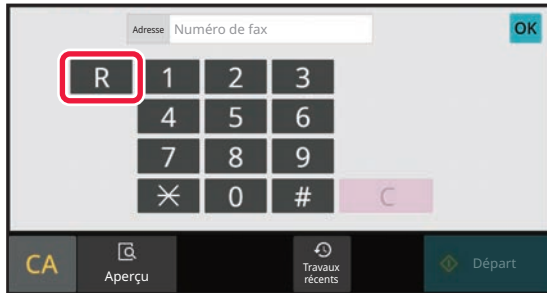 Adresse Numéro de fax OK
R 1 2 3
4 5 6
7 8 9
* 0 # C
CA Aperçu Travaux récents Départ